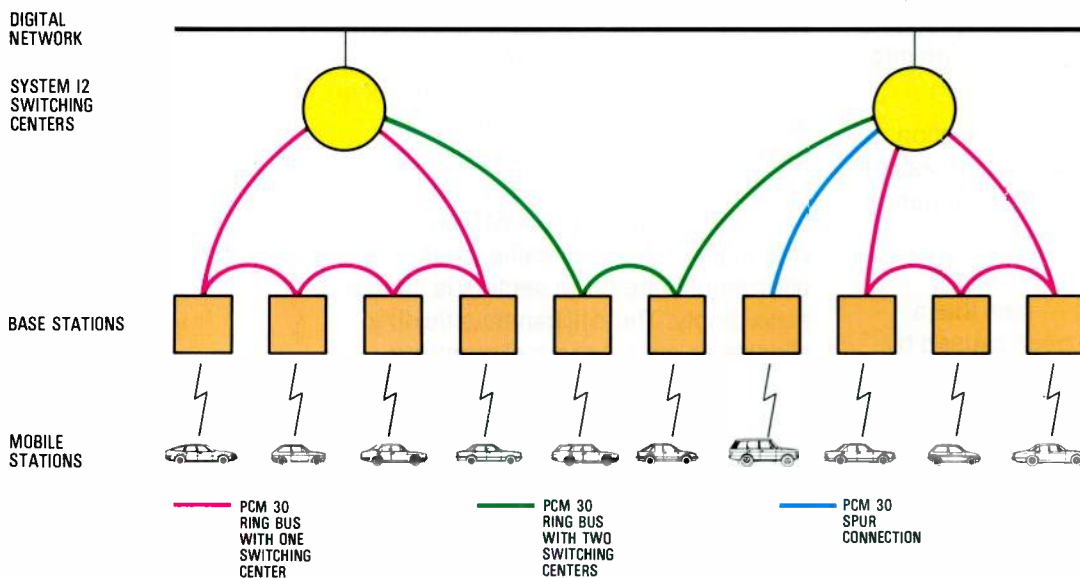 DIGITAL
NETWORK
SYSTEM 12
SWITCHING
CENTERS
BASE STATIONS
MOBILE
STATIONS
PCM 30
RING BUS
WITH ONE
SWITCHING
CENTER
PCM 30
RING BUS
WITH TWO
SWITCHING
CENTERS
PCM 30
SPUR
CONNECTION